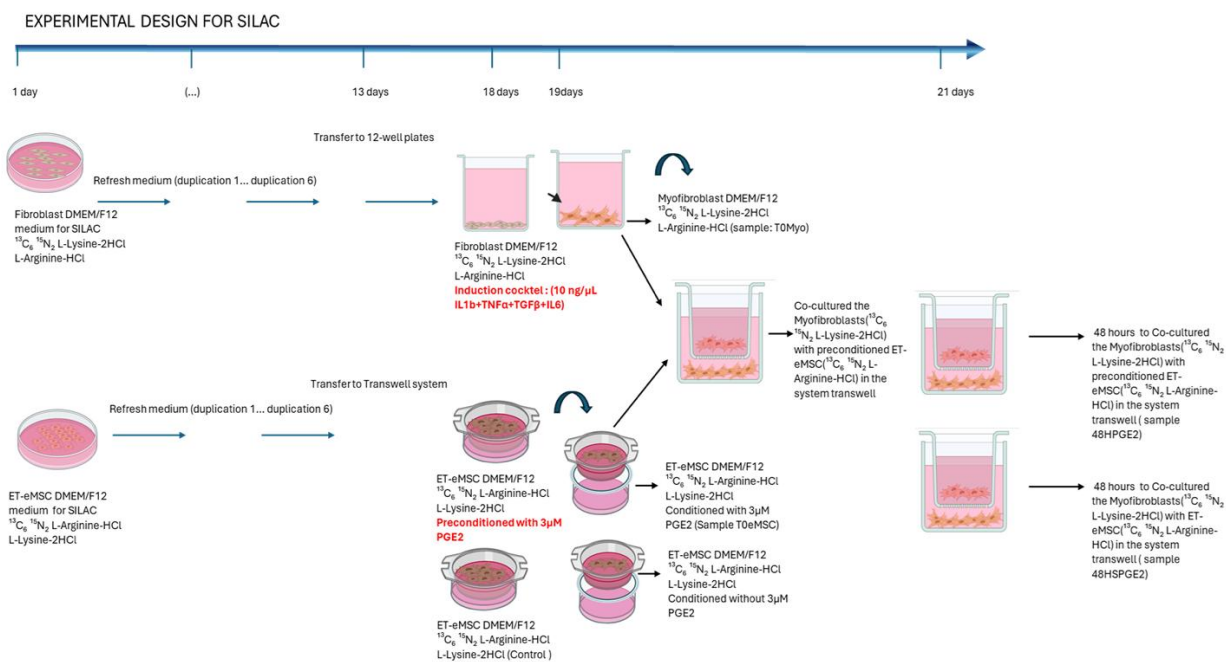 EXPERIMENTAL DESIGN FOR SILAC
1 day
(...)
13 days
18 days
19days
21 days
Transfer to 12-well plates
Refresh medium (duplication 1... duplication 6)
Fibroblast DMEM/F12
medium for SILAC
¹³C₆ ¹⁵N₂ L-Lysine-2HCl
L-Arginine-HCl
Fibroblast DMEM/F12
¹³C₆ ¹⁵N₂ L-Lysine-2HCl
L-Arginine-HCl
Induction cocktel : (10 ng/µL
IL1b+TNFα+TGFβ+IL6)
Myofibroblast DMEM/F12
¹³C₆ ¹⁵N₂ L-Lysine-2HCl
L-Arginine-HCl (sample: T0Myo)
Co-cultured the
Myofibroblasts(¹³C₆
¹⁵N₂ L-Lysine-2HCl)
with preconditioned ET-
eMSC(¹³C₆ ¹⁵N₂ L-
Arginine-HCl) in the
system transwell
48 hours to Co-cultured
the Myofibroblasts(¹³C₆ ¹⁵N₂
L-Lysine-2HCl) with
preconditioned ET-
eMSC(¹³C₆ ¹⁵N₂ L-Arginine-
HCl) in the system
transwell ( sample
48HPGE2)
Transfer to Transwell system
Refresh medium (duplication 1... duplication 6)
ET-eMSC DMEM/F12
medium for SILAC
¹³C₆ ¹⁵N₂ L-Arginine-HCl
L-Lysine-2HCl
ET-eMSC DMEM/F12
¹³C₆ ¹⁵N₂ L-Arginine-HCl
L-Lysine-2HCl
Preconditioned with 3µM
PGE2
ET-eMSC DMEM/F12
¹³C₆ ¹⁵N₂ L-Arginine-HCl
L-Lysine-2HCl
Conditioned with 3µM
PGE2 (Sample T0eMSC)
48 hours to Co-cultured
the Myofibroblasts(¹³C₆ ¹⁵N₂
L-Lysine-2HCl) with ET-
eMSC(¹³C₆ ¹⁵N₂ L-Arginine-
HCl) in the system
transwell ( sample
48HSPGE2)
ET-eMSC DMEM/F12
¹³C₆ ¹⁵N₂ L-Arginine-HCl
L-Lysine-2HCl
Conditioned without 3µM
PGE2
ET-eMSC DMEM/F12
¹³C₆ ¹⁵N₂ L-Arginine-HCl
L-Lysine-2HCl (Control )